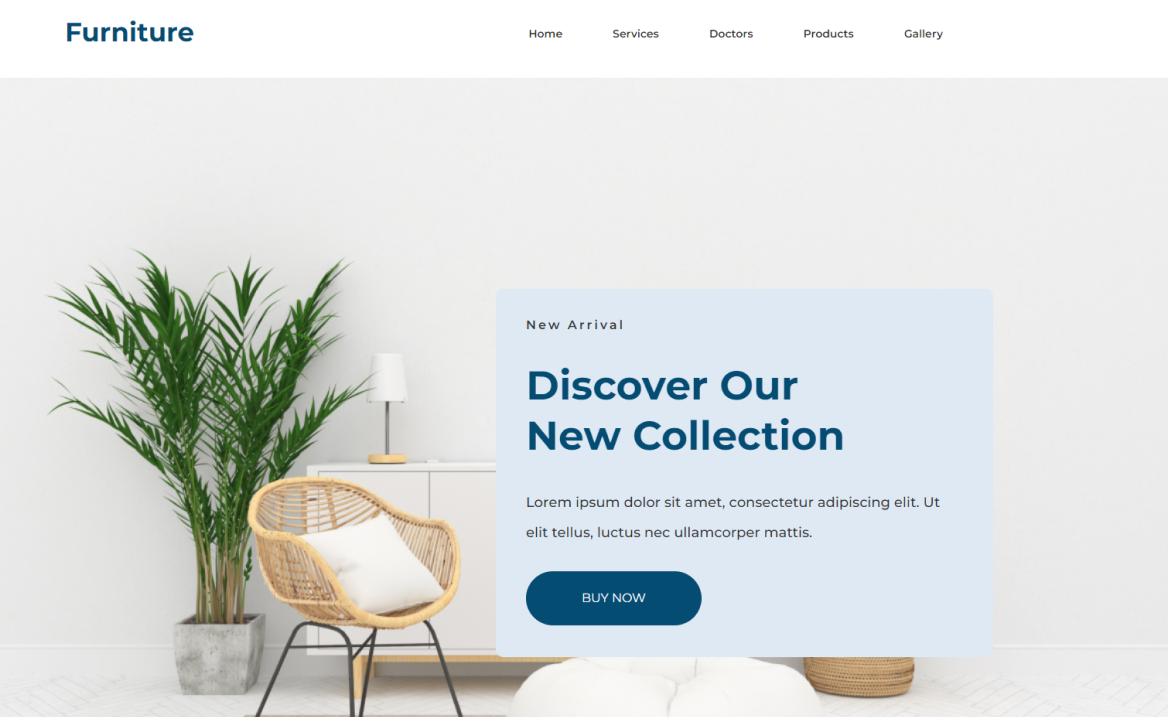 Furniture
Home Services Doctors Products Gallery
New Arrival
Discover Our
New Collection
Lorem ipsum dolor sit amet, consectetur adipiscing elit. Ut
elit tellus, luctus nec ullamcorper mattis.
BUY NOW